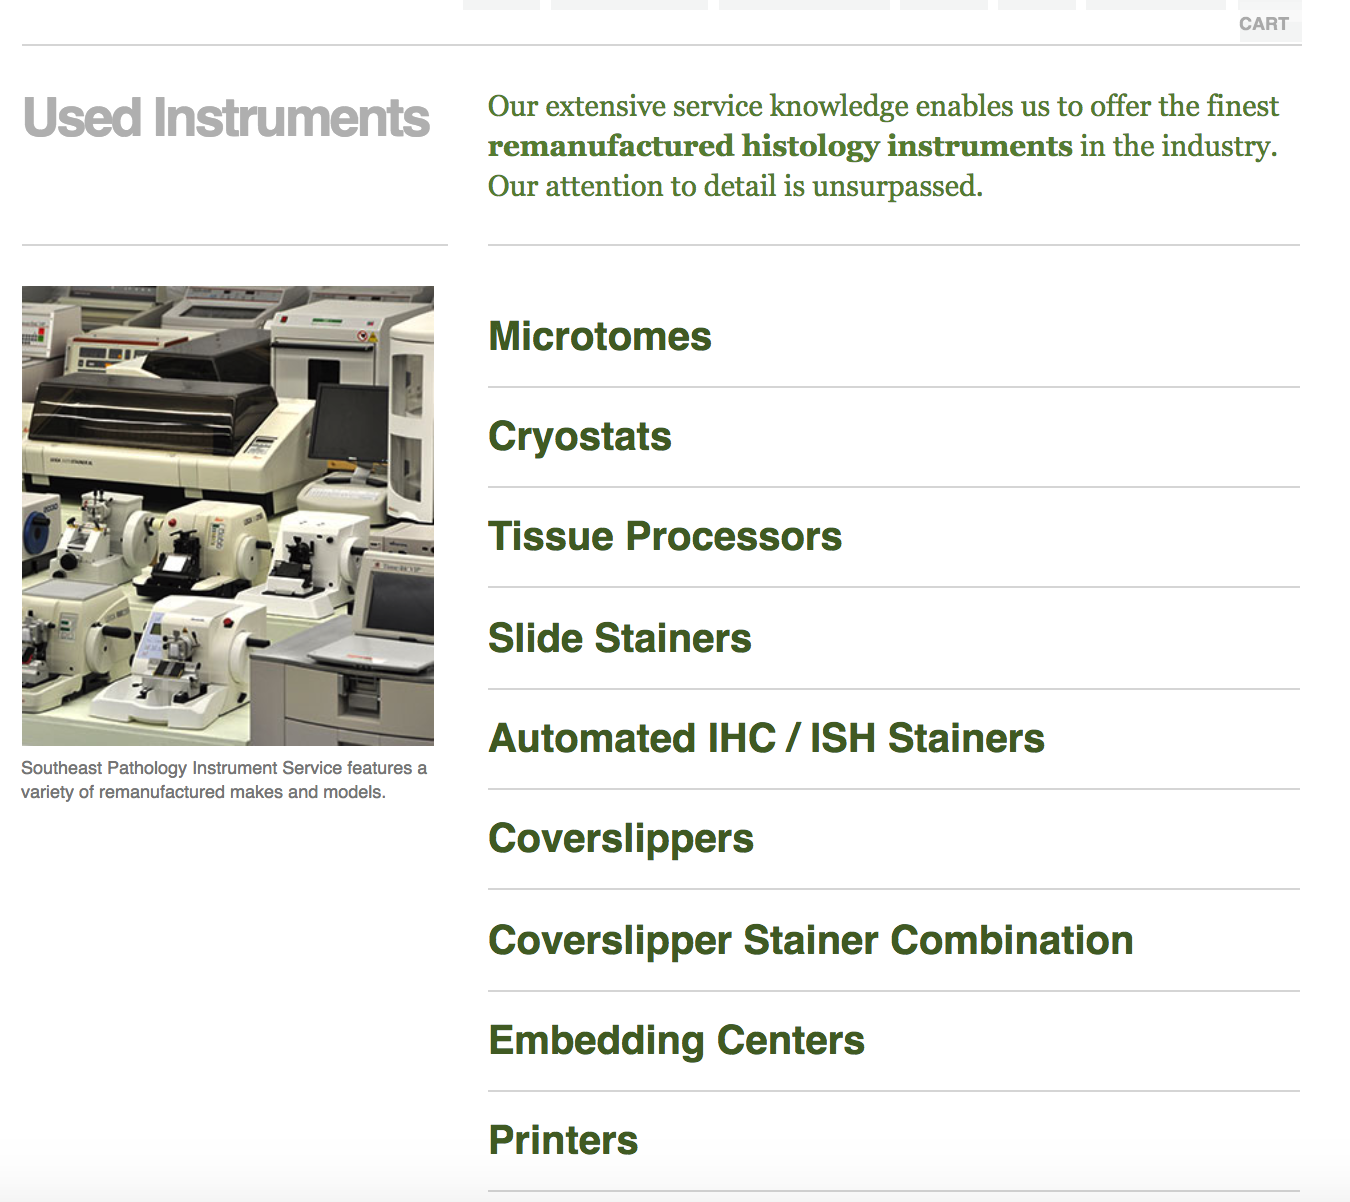 CART
Used Instruments
Our extensive service knowledge enables us to offer the finest
remanufactured histology instruments in the industry.
Our attention to detail is unsurpassed.
Microtomes
Cryostats
Tissue Processors
Slide Stainers
Automated IHC / ISH Stainers
Coverslippers
Coverslipper Stainer Combination
Embedding Centers
Printers
Southeast Pathology Instrument Service features a
variety of remanufactured makes and models.